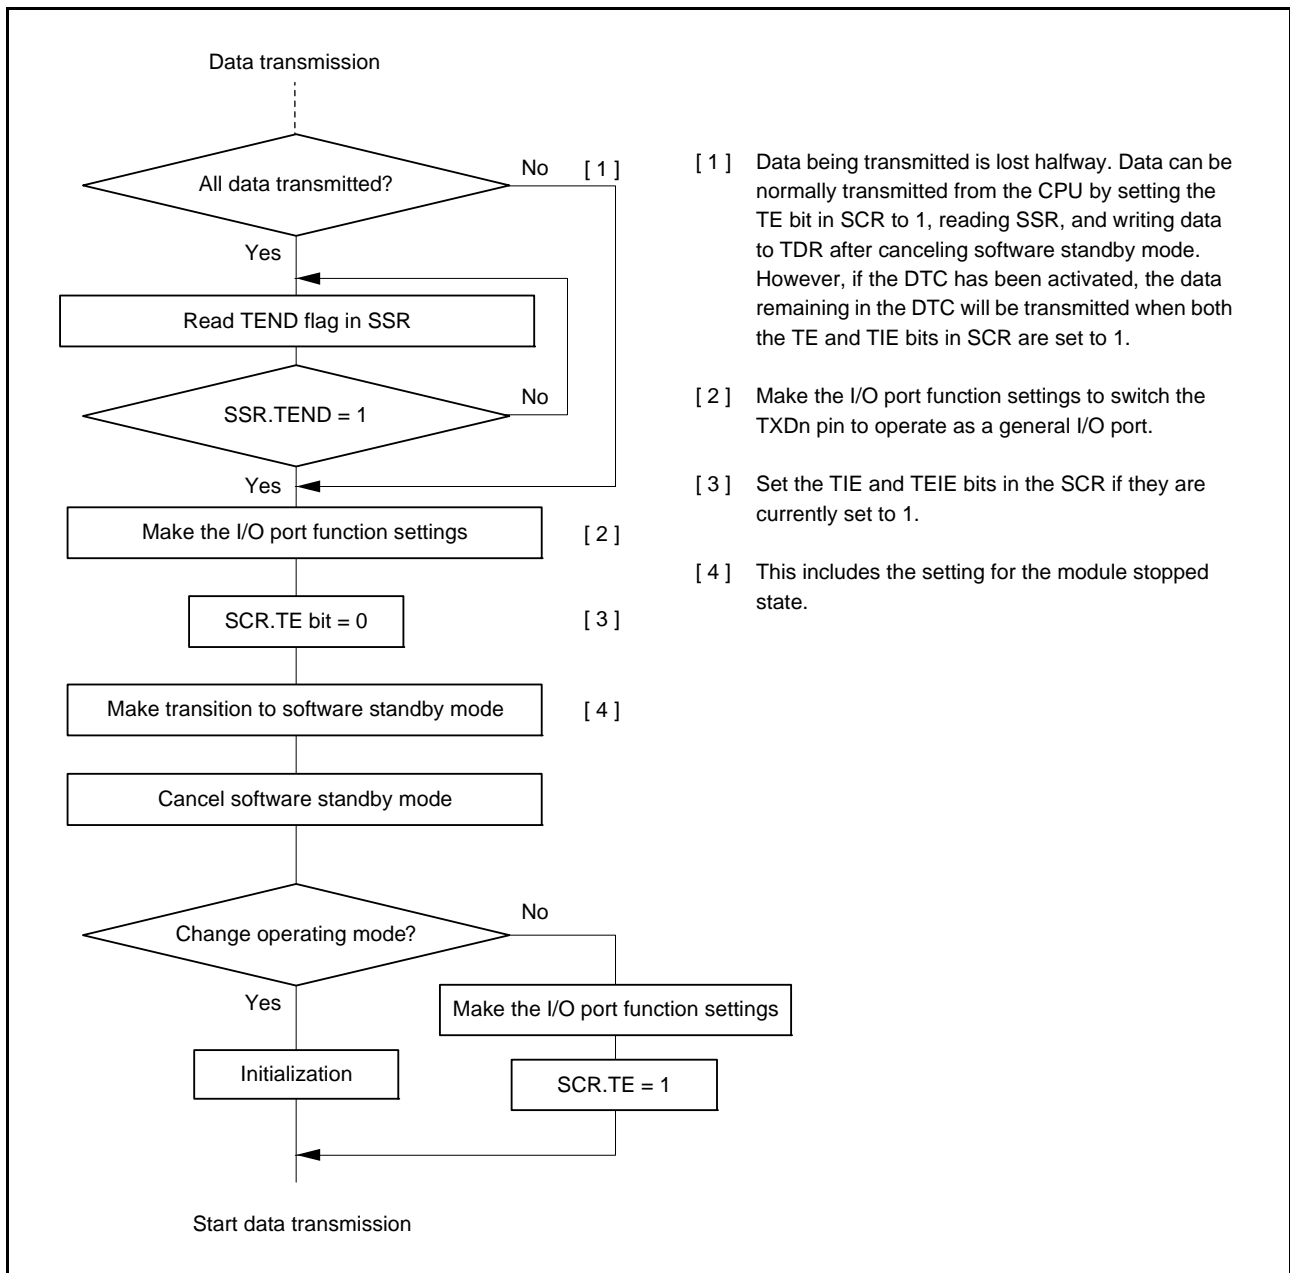 Data transmission
All data transmitted?
No
[ 1 ]
Yes
Read TEND flag in SSR
SSR.TEND = 1
No
Yes
Make the I/O port function settings
[ 2 ]
SCR.TE bit = 0
[ 3 ]
Make transition to software standby mode
[ 4 ]
Cancel software standby mode
Change operating mode?
No
Yes
Make the I/O port function settings
Initialization
SCR.TE = 1
Start data transmission
[ 1 ] Data being transmitted is lost halfway. Data can be
normally transmitted from the CPU by setting the
TE bit in SCR to 1, reading SSR, and writing data
to TDR after canceling software standby mode.
However, if the DTC has been activated, the data
remaining in the DTC will be transmitted when both
the TE and TIE bits in SCR are set to 1.
[ 2 ] Make the I/O port function settings to switch the
TXDn pin to operate as a general I/O port.
[ 3 ] Set the TIE and TEIE bits in the SCR if they are
currently set to 1.
[ 4 ] This includes the setting for the module stopped
state.